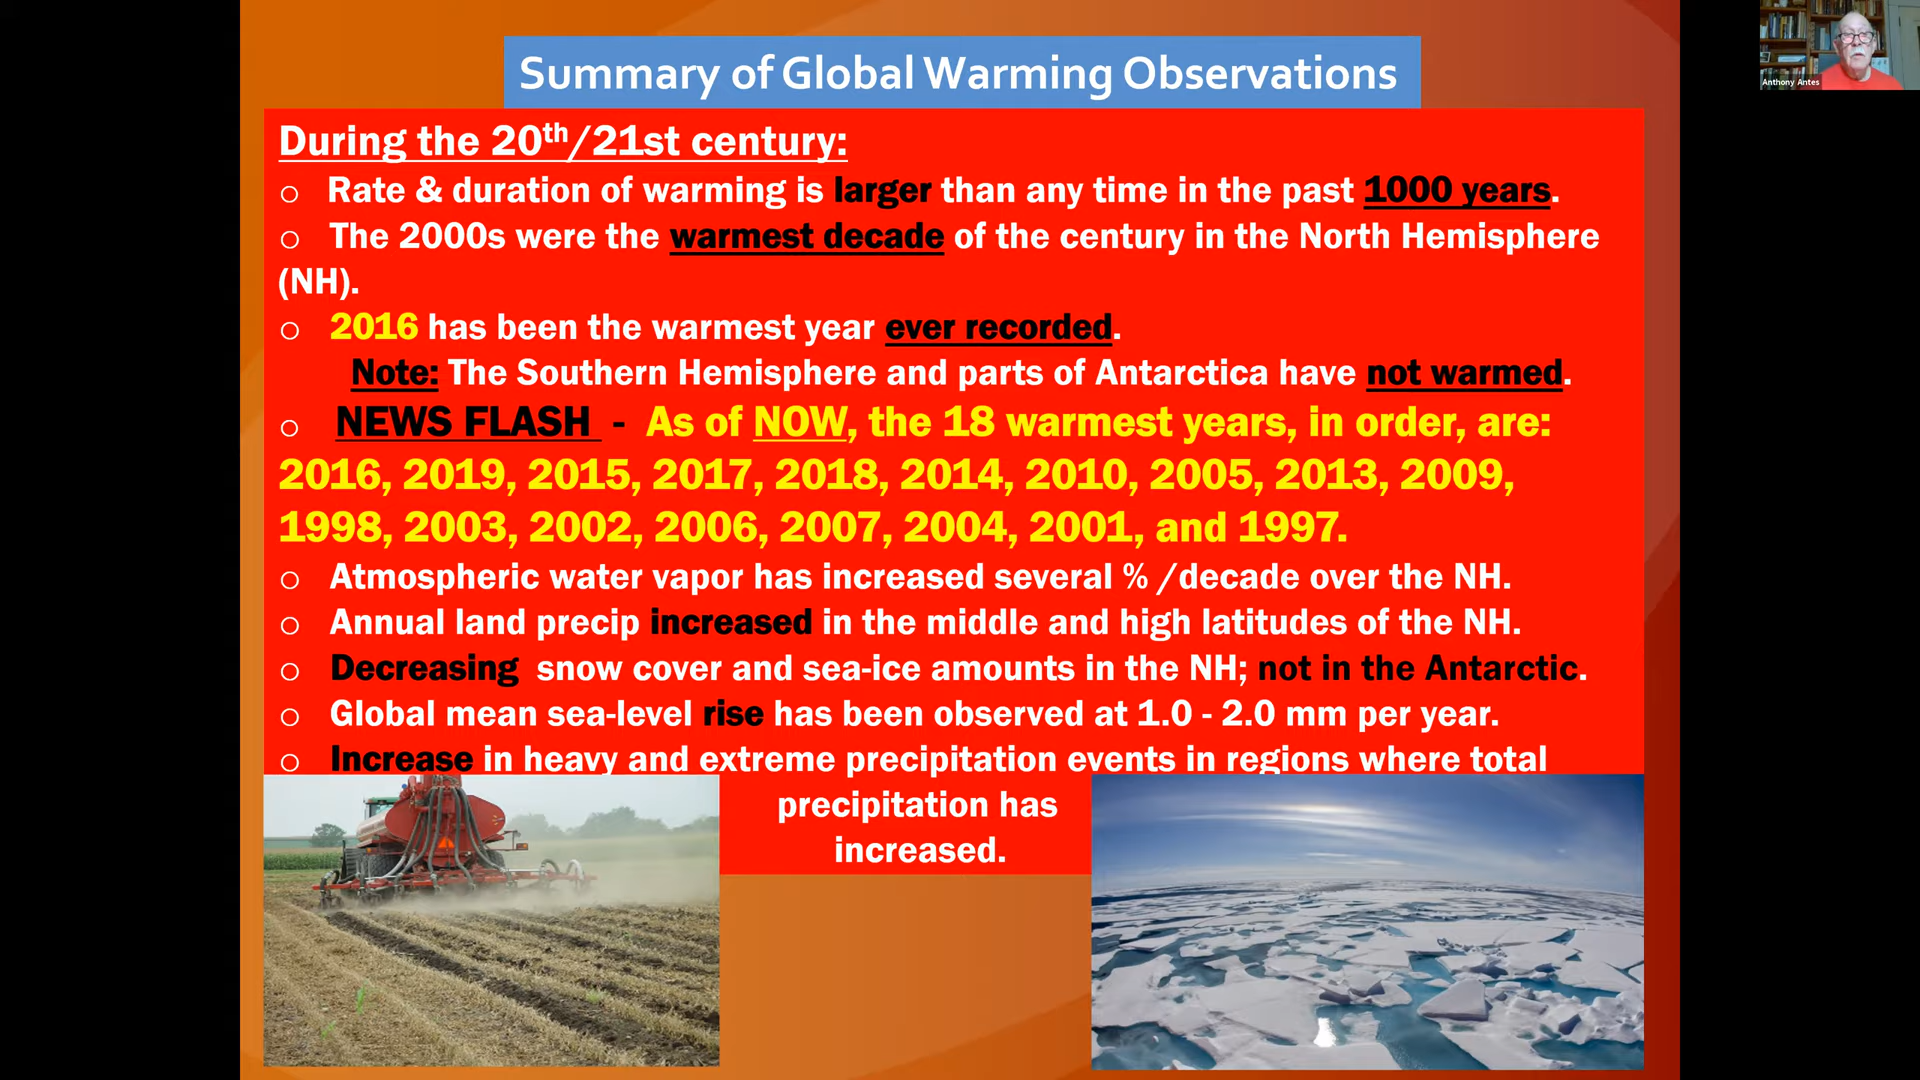 Summary of Global Warming Observations
Anthony Antes
During the 20th/21st century:
o Rate & duration of warming is larger than any time in the past 1000 years.
o The 2000s were the warmest decade of the century in the North Hemisphere
(NH).
o 2016 has been the warmest year ever recorded.
Note: The Southern Hemisphere and parts of Antarctica have not warmed.
o NEWS FLASH - As of NOW, the 18 warmest years, in order, are:
2016, 2019, 2015, 2017, 2018, 2014, 2010, 2005, 2013, 2009,
1998, 2003, 2002, 2006, 2007, 2004, 2001, and 1997.
o Atmospheric water vapor has increased several % /decade over the NH.
o Annual land precip increased in the middle and high latitudes of the NH.
o Decreasing snow cover and sea-ice amounts in the NH; not in the Antarctic.
o Global mean sea-level rise has been observed at 1.0 - 2.0 mm per year.
o Increase in heavy and extreme precipitation events in regions where total
precipitation has
increased.